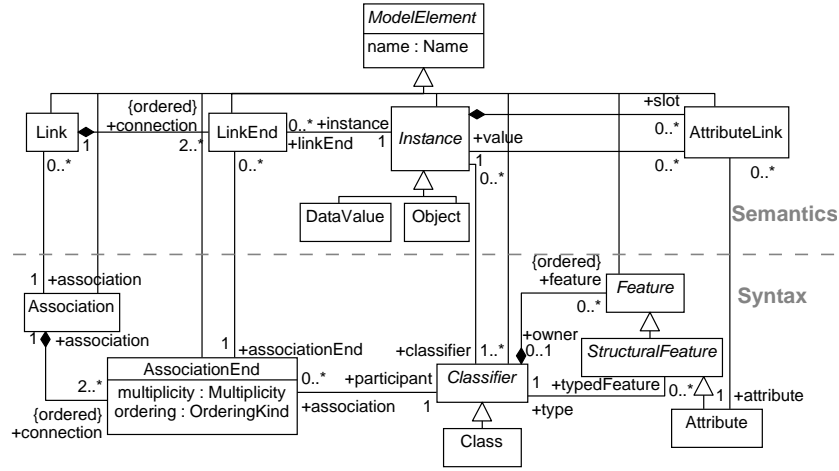 ModelElement
name : Name
Link
{ordered}
+connection
1
2..*
LinkEnd
0..*
+instance
+linkEnd
1
Instance
+slot
0..*
+value
1
0..*
AttributeLink
0..*
0..*
0..*
0..*
DataValue
Object
Semantics
Syntax
1
+association
Association
1
+association
{ordered}
+feature
0..*
Feature
+owner
0..1
StructuralFeature
1
+associationEnd
+classifier
1..*
AssociationEnd
multiplicity : Multiplicity
ordering : OrderingKind
2..*
{ordered}
+connection
0..*
+participant
+association
1
Classifier
1
+typedFeature
0..*
+type
1
+attribute
Attribute
Class